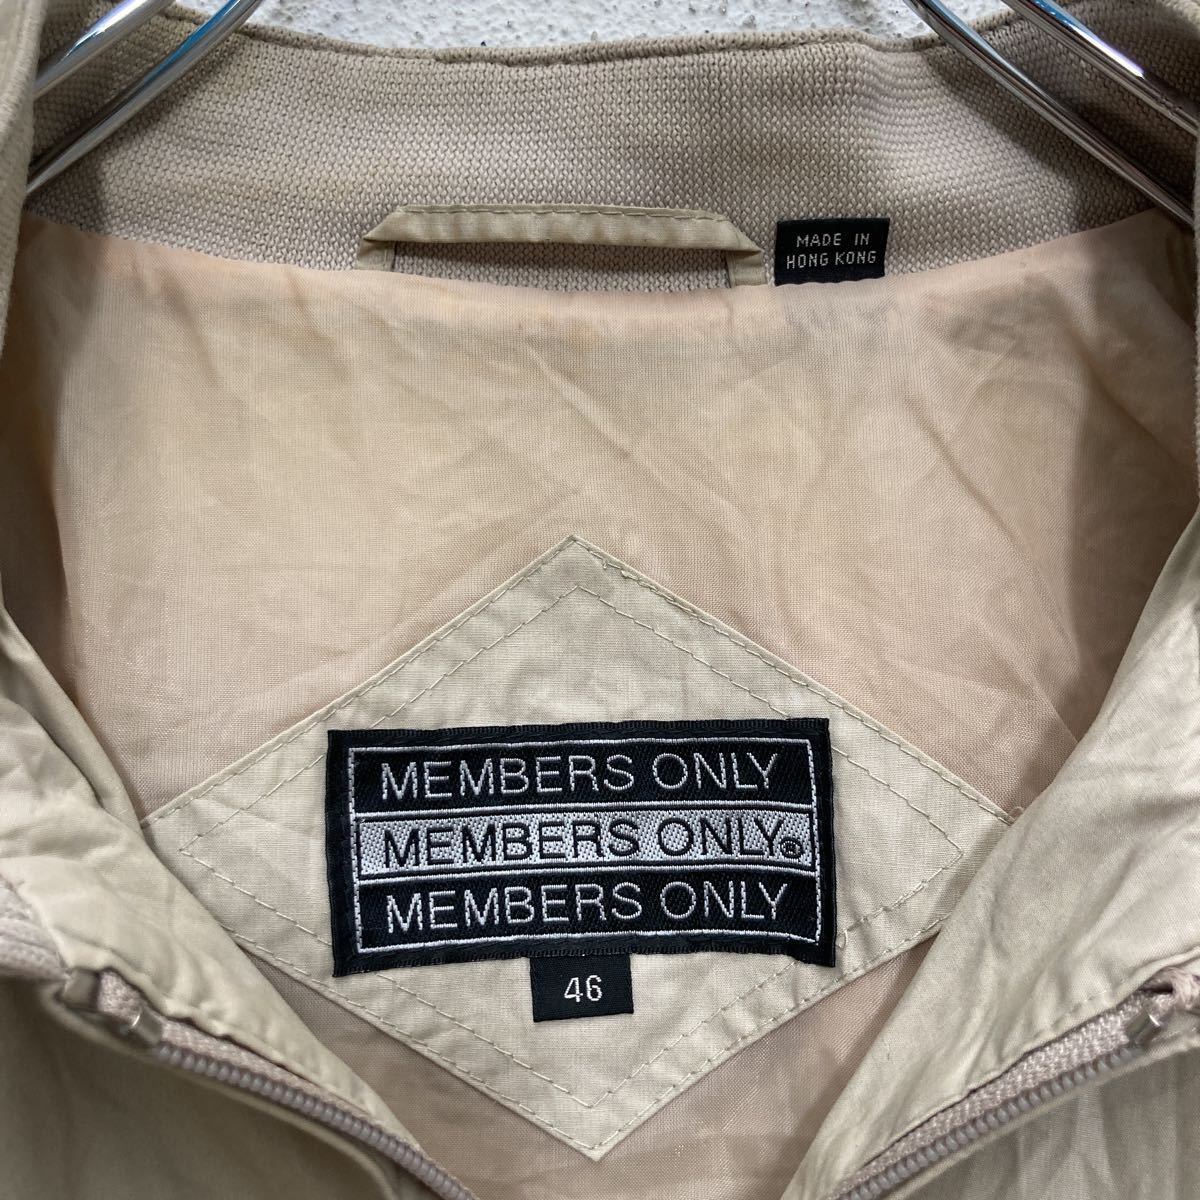 MADE IN
HONG KONG
MEMBERS ONLY
MEMBERS ONLY®
MEMBERS ONLY
46